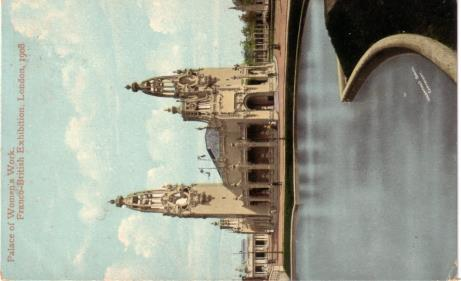 Palace of Women's Work.
Franco-British Exhibition, London, 1908